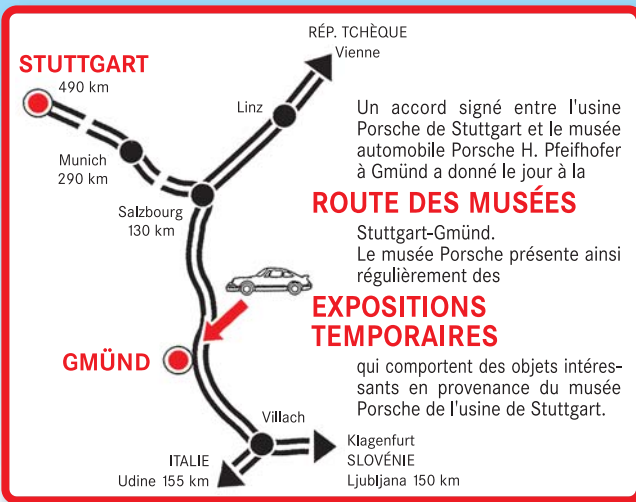 RÉP. TCHÈQUE
Vienne
STUTTGART
490 km
Linz
Munich
290 km
Salzbourg
130 km
GMÜND
Villach
ITALIE
Udine 155 km
Klagenfurt
SLOVÉNIE
Ljubljana 150 km
Un accord signé entre l'usine
Porsche de Stuttgart et le musée
automobile Porsche H. Pfeifhofer
à Gmünd a donné le jour à la
ROUTE DES MUSÉES
Stuttgart-Gmünd.
Le musée Porsche présente ainsi
régulièrement des
EXPOSITIONS
TEMPORAIRES
qui comportent des objets intéres-
sants en provenance du musée
Porsche de l'usine de Stuttgart.